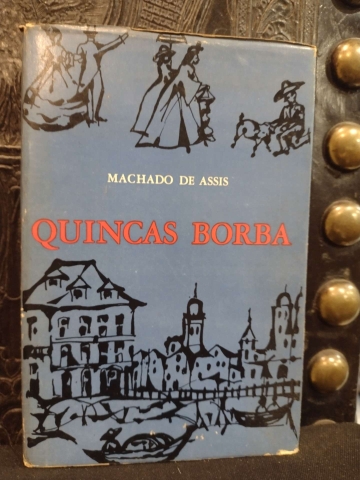 MACHADO DE ASSIS
QUINCAS BORBA